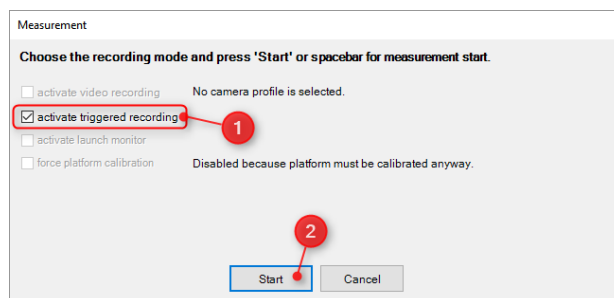 Measurement
Choose the recording mode and press 'Start' or spacebar for measurement start.
activate video recording No camera profile is selected.
activate triggered recording 1
activate launch monitor
force platform calibration Disabled because platform must be calibrated anyway.
2
Start Cancel